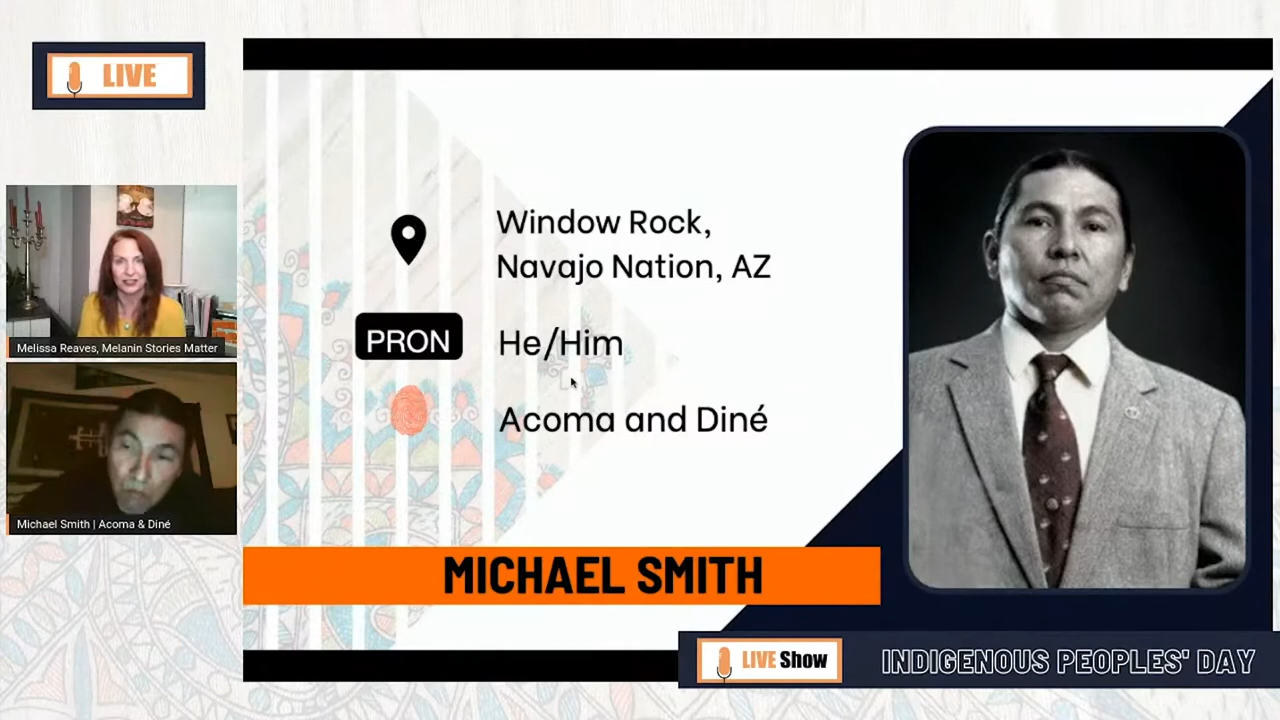 LIVE
Melissa Reaves, Melanin Stories Matter
Michael Smith | Acoma & Diné
Window Rock,
Navajo Nation, AZ
PRON
He/Him
Acoma and Diné
MICHAEL SMITH
LIVE Show
INDIGENOUS PEOPLES' DAY